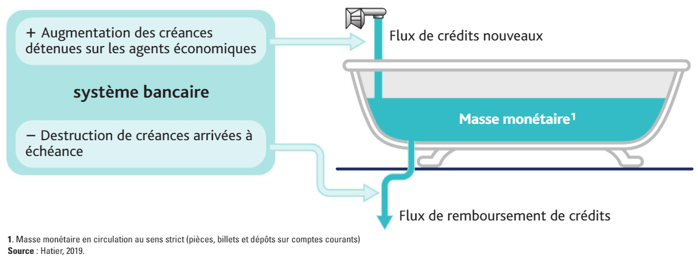 + Augmentation des créances
détenues sur les agents économiques
système bancaire
− Destruction de créances arrivées à
échéance
Flux de crédits nouveaux
Masse monétaire¹
Flux de remboursement de crédits
1. Masse monétaire en circulation au sens strict (pièces, billets et dépôts sur comptes courants)
Source : Hatier, 2019.